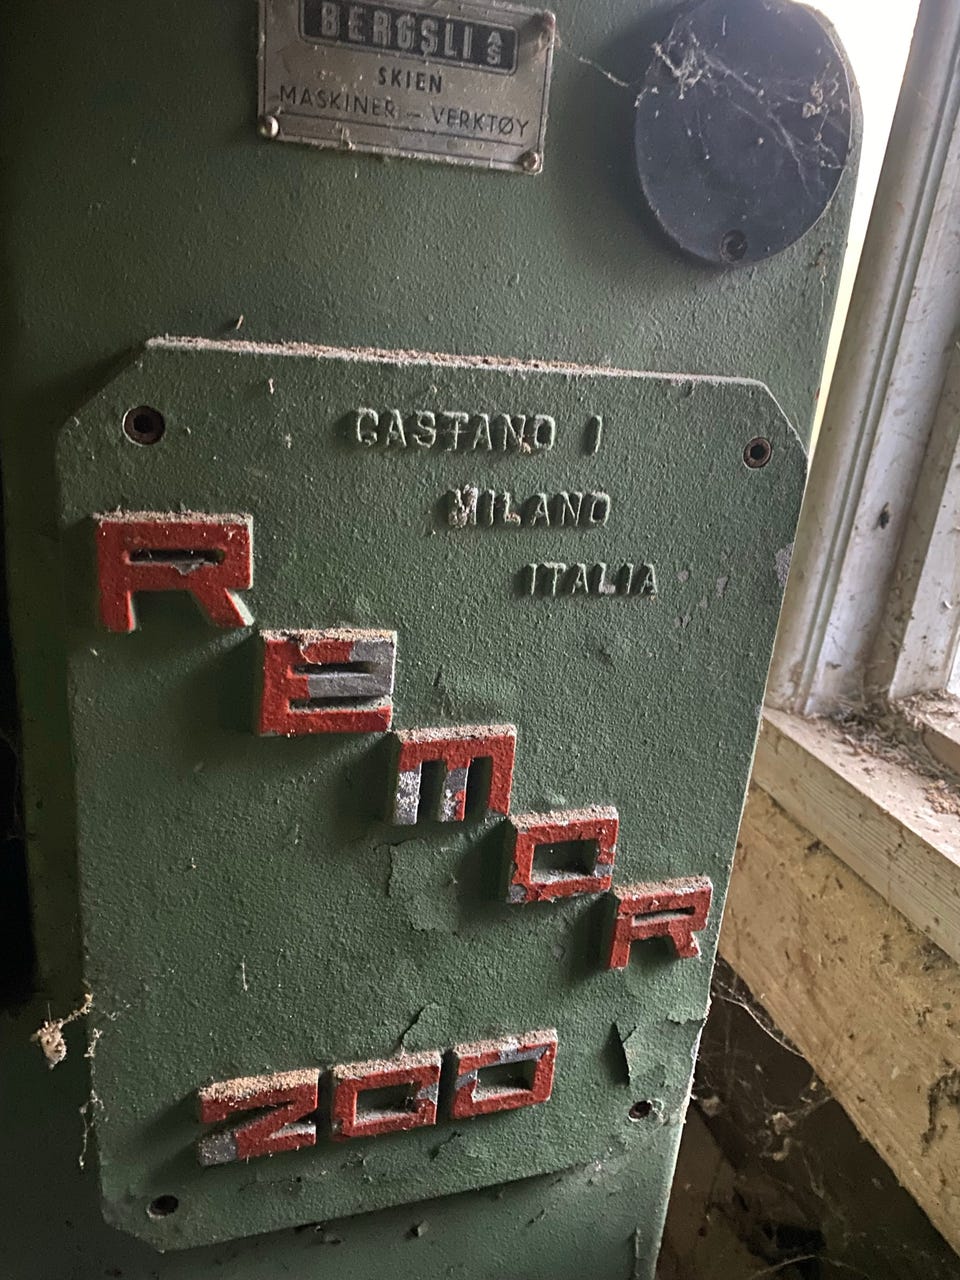 BERGSLI A/S
SKIEN
MASKINER – VERKTØY
CASTANO I
MILANO
ITALIA
REMOR
200